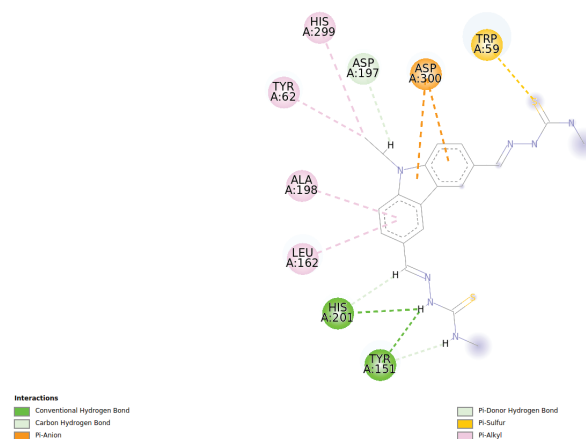 HIS
A:299
TRP
A:59
ASP
A:197
ASP
A:300
TYR
A:62
H
N
N
N
N
ALA
A:198
LEU
A:162
H
N
N
H
S
HIS
A:201
N
H
TYR
A:151
Interactions
Conventional Hydrogen Bond
Carbon Hydrogen Bond
Pi-Anion
Pi-Donor Hydrogen Bond
Pi-Sulfur
Pi-Alkyl